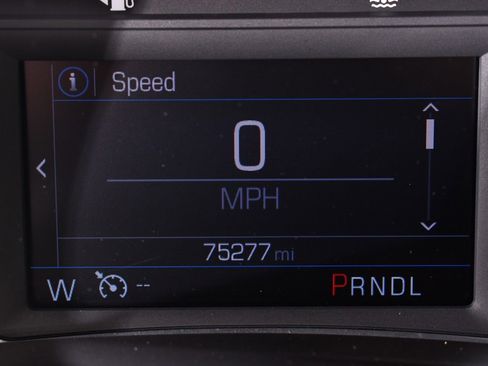 i Speed
0
MPH
75277 mi
W -- PRNDL